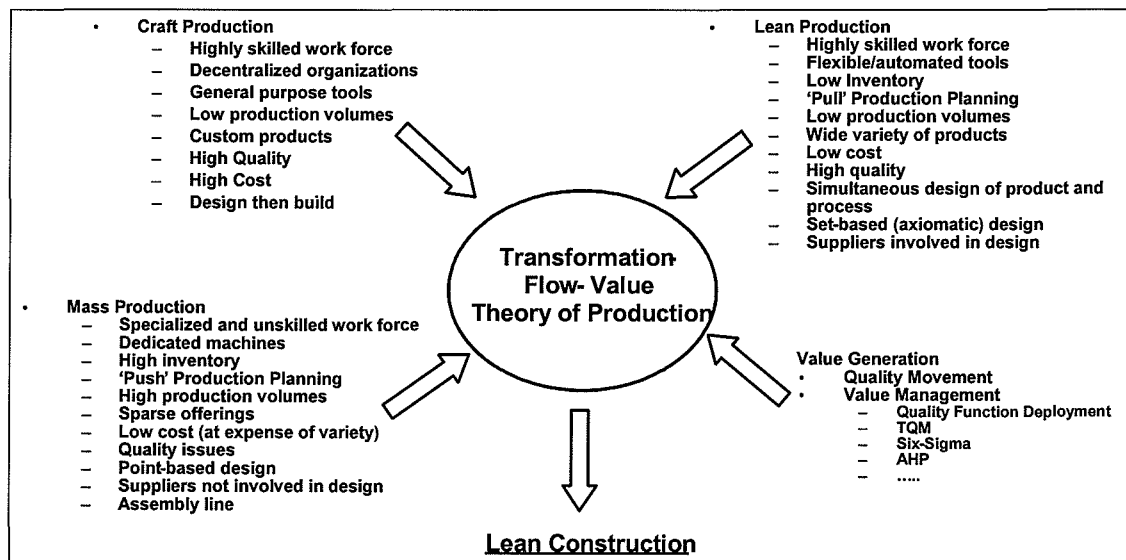 • Craft Production
– Highly skilled work force
– Decentralized organizations
– General purpose tools
– Low production volumes
– Custom products
– High Quality
– High Cost
– Design then build
• Lean Production
– Highly skilled work force
– Flexible/automated tools
– Low Inventory
– ‘Pull’ Production Planning
– Low production volumes
– Wide variety of products
– Low cost
– High quality
– Simultaneous design of product and
process
– Set-based (axiomatic) design
– Suppliers involved in design
Transformation-
Flow- Value
Theory of Production
• Mass Production
– Specialized and unskilled work force
– Dedicated machines
– High inventory
– ‘Push’ Production Planning
– High production volumes
– Sparse offerings
– Low cost (at expense of variety)
– Quality issues
– Point-based design
– Suppliers not involved in design
– Assembly line
Value Generation
• Quality Movement
• Value Management
– Quality Function Deployment
– TQM
– Six-Sigma
– AHP
– …..
Lean Construction